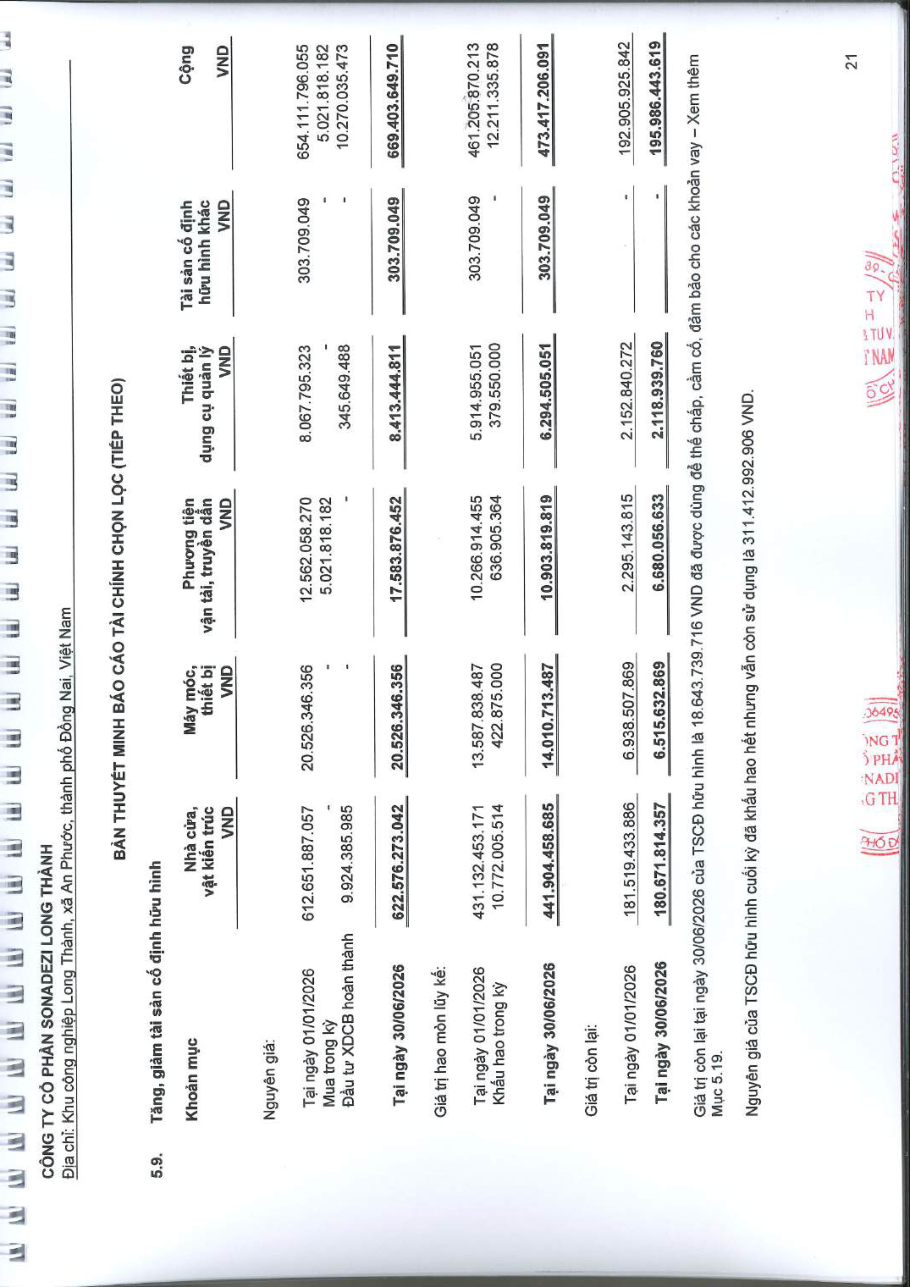 CÔNG TY CỔ PHẦN SONADEZI LONG THÀNH
Địa chỉ: Khu công nghiệp Long Thành, xã An Phước, thành phố Đồng Nai, Việt Nam
BẢN THUYẾT MINH BÁO CÁO TÀI CHÍNH CHỌN LỌC (TIẾP THEO)
5.9. Tăng, giảm tài sản cố định hữu hình
Khoản mục | Nhà cửa, vật kiến trúc VND | Máy móc, thiết bị VND | Phương tiện vận tải, truyền dẫn VND | Thiết bị, dụng cụ quản lý VND | Tài sản cố định hữu hình khác VND | Cộng VND
Nguyên giá:
Tại ngày 01/01/2026 612.651.887.057 20.526.346.356 12.562.058.270 8.067.795.323 303.709.049 654.111.796.055
Mua trong kỳ - - 5.021.818.182 - - 5.021.818.182
Đầu tư XDCB hoàn thành 9.924.385.985 - - 345.649.488 - 10.270.035.473
Tại ngày 30/06/2026 622.576.273.042 20.526.346.356 17.583.876.452 8.413.444.811 303.709.049 669.403.649.710
Giá trị hao mòn lũy kế:
Tại ngày 01/01/2026 431.132.453.171 13.587.838.487 10.266.914.455 5.914.955.051 303.709.049 461.205.870.213
Khấu hao trong kỳ 10.772.005.514 422.875.000 636.905.364 379.550.000 - 12.211.335.878
Tại ngày 30/06/2026 441.904.458.685 14.010.713.487 10.903.819.819 6.294.505.051 303.709.049 473.417.206.091
Giá trị còn lại:
Tại ngày 01/01/2026 181.519.433.886 6.938.507.869 2.295.143.815 2.152.840.272 - 192.905.925.842
Tại ngày 30/06/2026 180.671.814.357 6.515.632.869 6.680.056.633 2.118.939.760 - 195.986.443.619
Giá trị còn lại tại ngày 30/06/2026 của TSCĐ hữu hình là 18.643.739.716 VND đã được dùng để thế chấp, cầm cố, đảm bảo cho các khoản vay – Xem thêm
Mục 5.19.
Nguyên giá của TSCĐ hữu hình cuối kỳ đã khấu hao hết nhưng vẫn còn sử dụng là 311.412.992.906 VND.
21